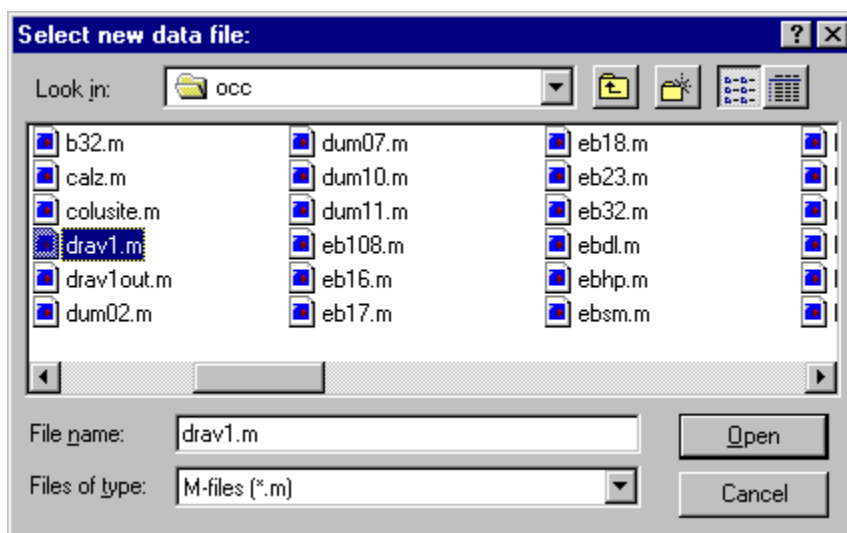 Select new data file:
Look in: occ
b32.m dum07.m eb18.m
calz.m dum10.m eb23.m
colusite.m dum11.m eb32.m
drav1.m eb108.m ebdl.m
drav1out.m eb16.m ebhp.m
dum02.m eb17.m ebsm.m
File name: drav1.m Open
Files of type: M-files (*.m) Cancel